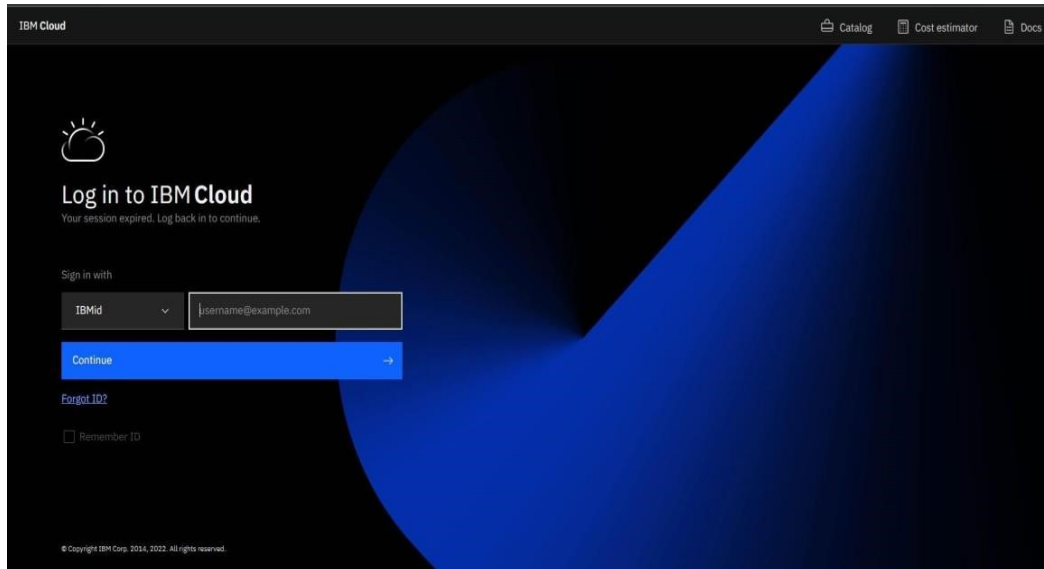 IBM Cloud
Catalog
Cost estimator
Docs
Log in to IBM Cloud
Your session expired. Log back in to continue.
Sign in with
IBMid
username@example.com
Continue
Forgot ID?
Remember ID
© Copyright IBM Corp. 2014, 2022. All rights reserved.